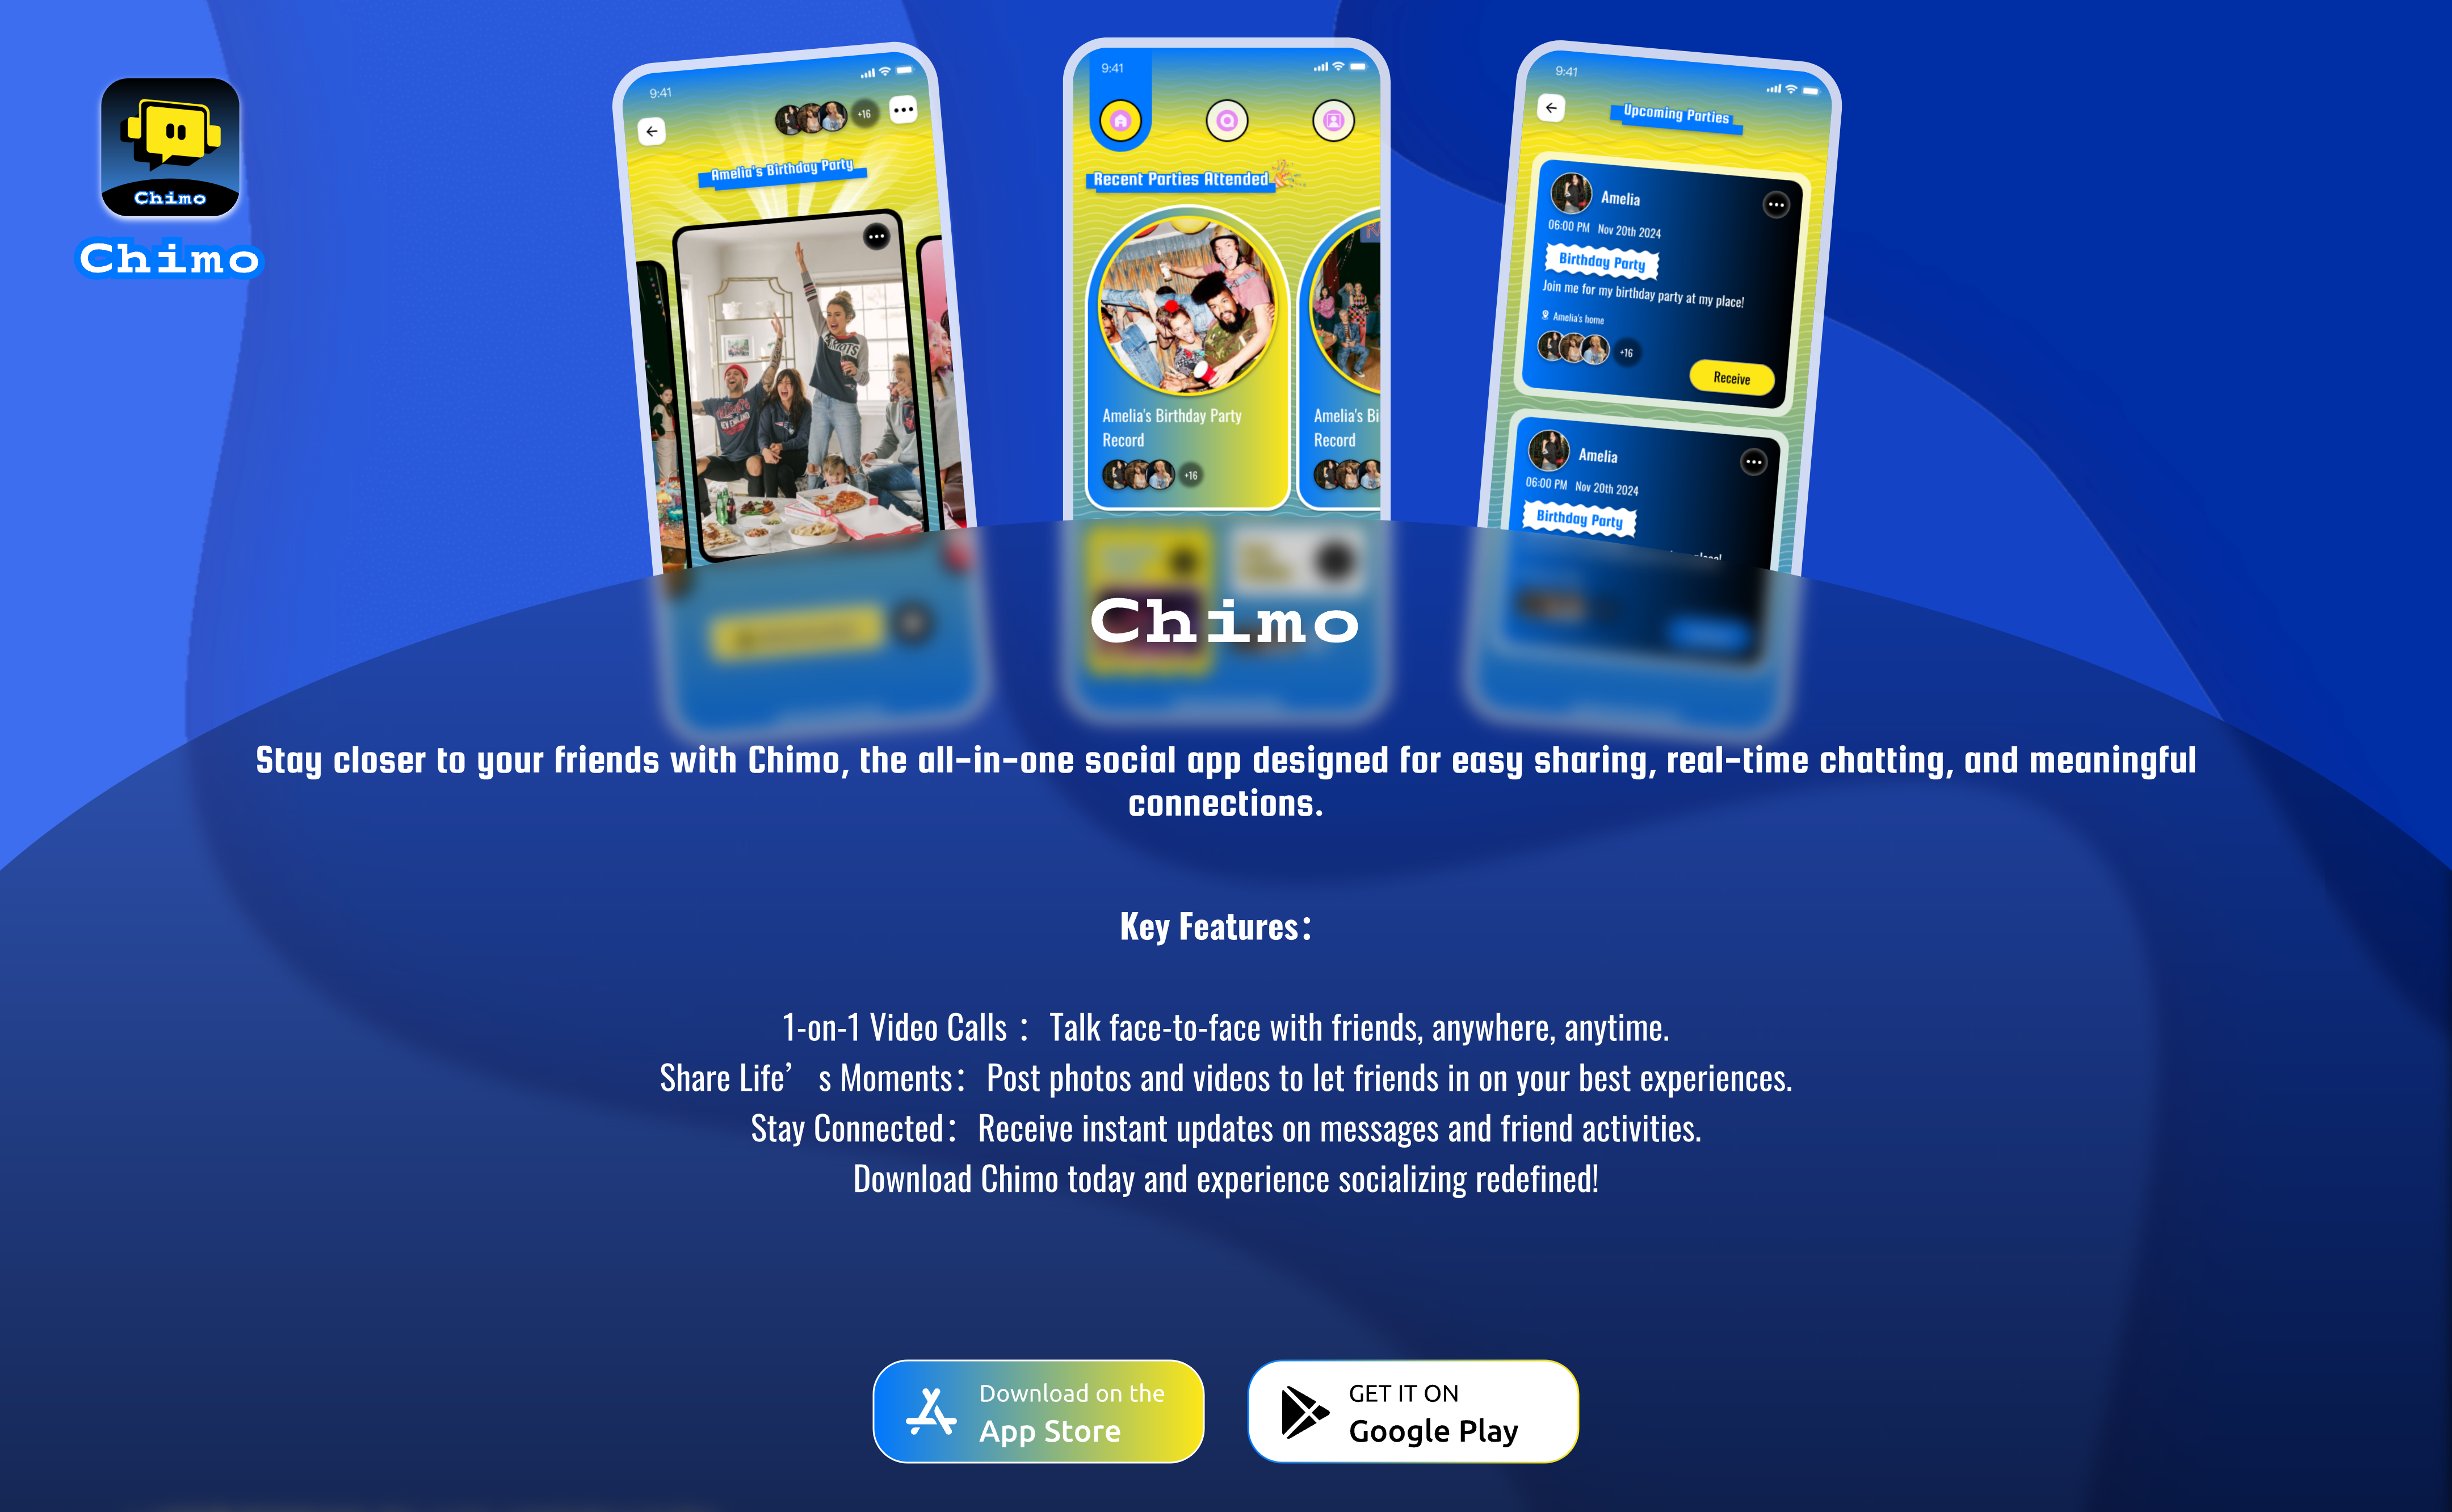 Chimo
Chimo
9:41
+16
Amelia's Birthday Party
PATRIOTS
NEW ENGLAND
9:41
Recent Parties Attended
Amelia's Birthday Party
Record
+16
Amelia's Bi
Record
9:41
Upcoming Parties
Amelia
06:00 PM Nov 20th 2024
Birthday Party
Join me for my birthday party at my place!
Amelia's home
+16
Receive
Amelia
06:00 PM Nov 20th 2024
Birthday Party
place!
Chimo
Stay closer to your friends with Chimo, the all-in-one social app designed for easy sharing, real-time chatting, and meaningful
connections.
Key Features：
1-on-1 Video Calls ： Talk face-to-face with friends, anywhere, anytime.
Share Life’s Moments： Post photos and videos to let friends in on your best experiences.
Stay Connected： Receive instant updates on messages and friend activities.
Download Chimo today and experience socializing redefined!
Download on the
App Store
GET IT ON
Google Play